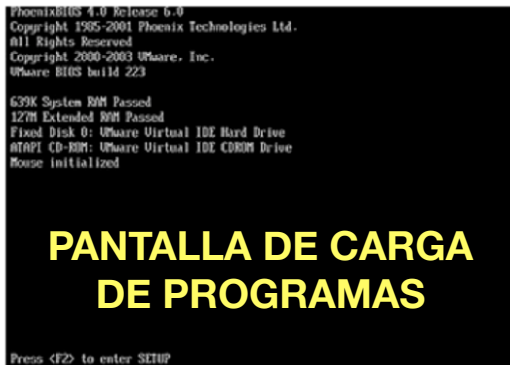 PhoenixBIOS 4.0 Release 6.0
Copyright 1985-2001 Phoenix Technologies Ltd.
All Rights Reserved
Copyright 2000-2003 VMware, Inc.
VMware BIOS build 223
639K System RAM Passed
127M Extended RAM Passed
Fixed Disk 0: VMware Virtual IDE Hard Drive
ATAPI CD-ROM: VMware Virtual IDE CDROM Drive
Mouse initialized
PANTALLA DE CARGA
DE PROGRAMAS
Press <F2> to enter SETUP